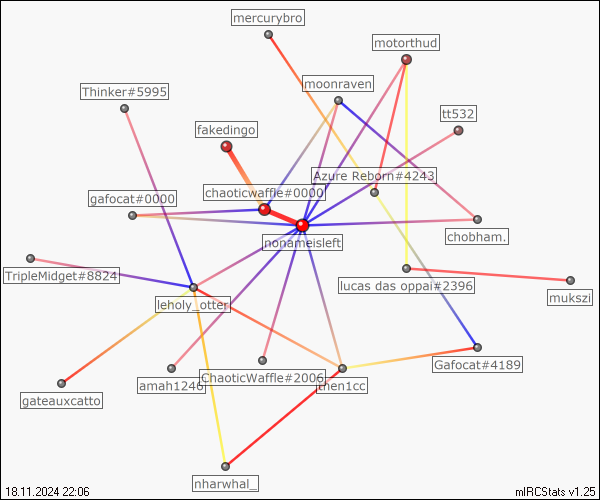 mercurybro
motorthud
moonraven
Thinker#5995
tt532
fakedingo
Azure Reborn#4243
chaoticwaffle#0000
gafocat#0000
chobham.
nonameisleft
TripleMidget#8824
lucas das oppai#2396
mukszi
leholy_otter
Gafocat#4189
ChaoticWaffle#2006
amah1246
then1cc
gateauxcatto
nharwhal_
18.11.2024 22:06
mIRCStats v1.25